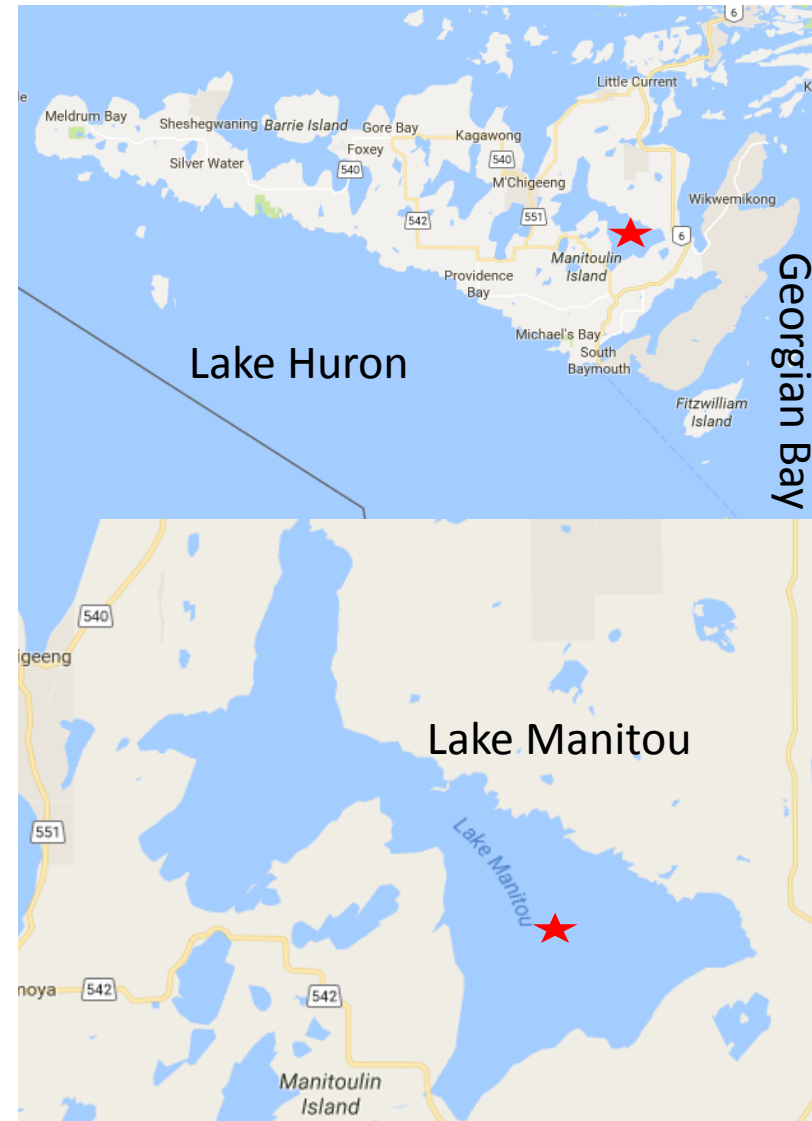 6
le
Little Current
K
Meldrum Bay
Sheshegwaning
Barrie Island
Gore Bay
Kagawong
Foxey
Silver Water
540
540
M'Chigeeng
Wikwemikong
542
551
6
Manitoulin
Island
Providence
Bay
Georgian Bay
Lake Huron
Michael's Bay
South
Baymouth
Fitzwilliam
Island
540
igeeng
Lake Manitou
551
Lake Manitou
noya
542
542
Manitoulin
Island